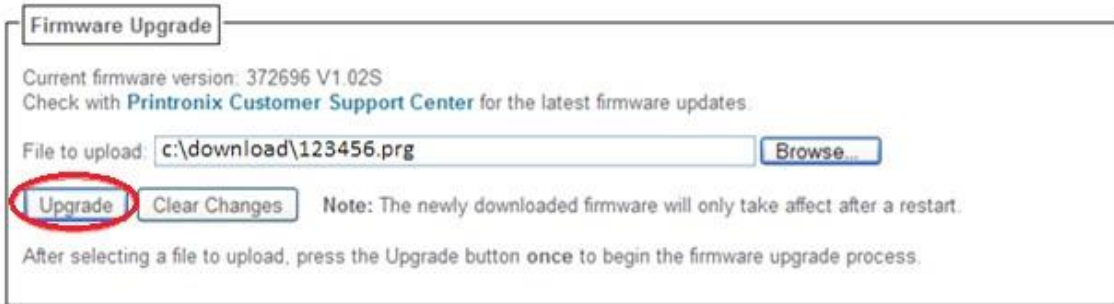 Firmware Upgrade
Current firmware version: 372696 V1.02S
Check with Printronix Customer Support Center for the latest firmware updates.
File to upload: c:\download\123456.prg Browse...
Upgrade Clear Changes Note: The newly downloaded firmware will only take affect after a restart.
After selecting a file to upload, press the Upgrade button once to begin the firmware upgrade process.